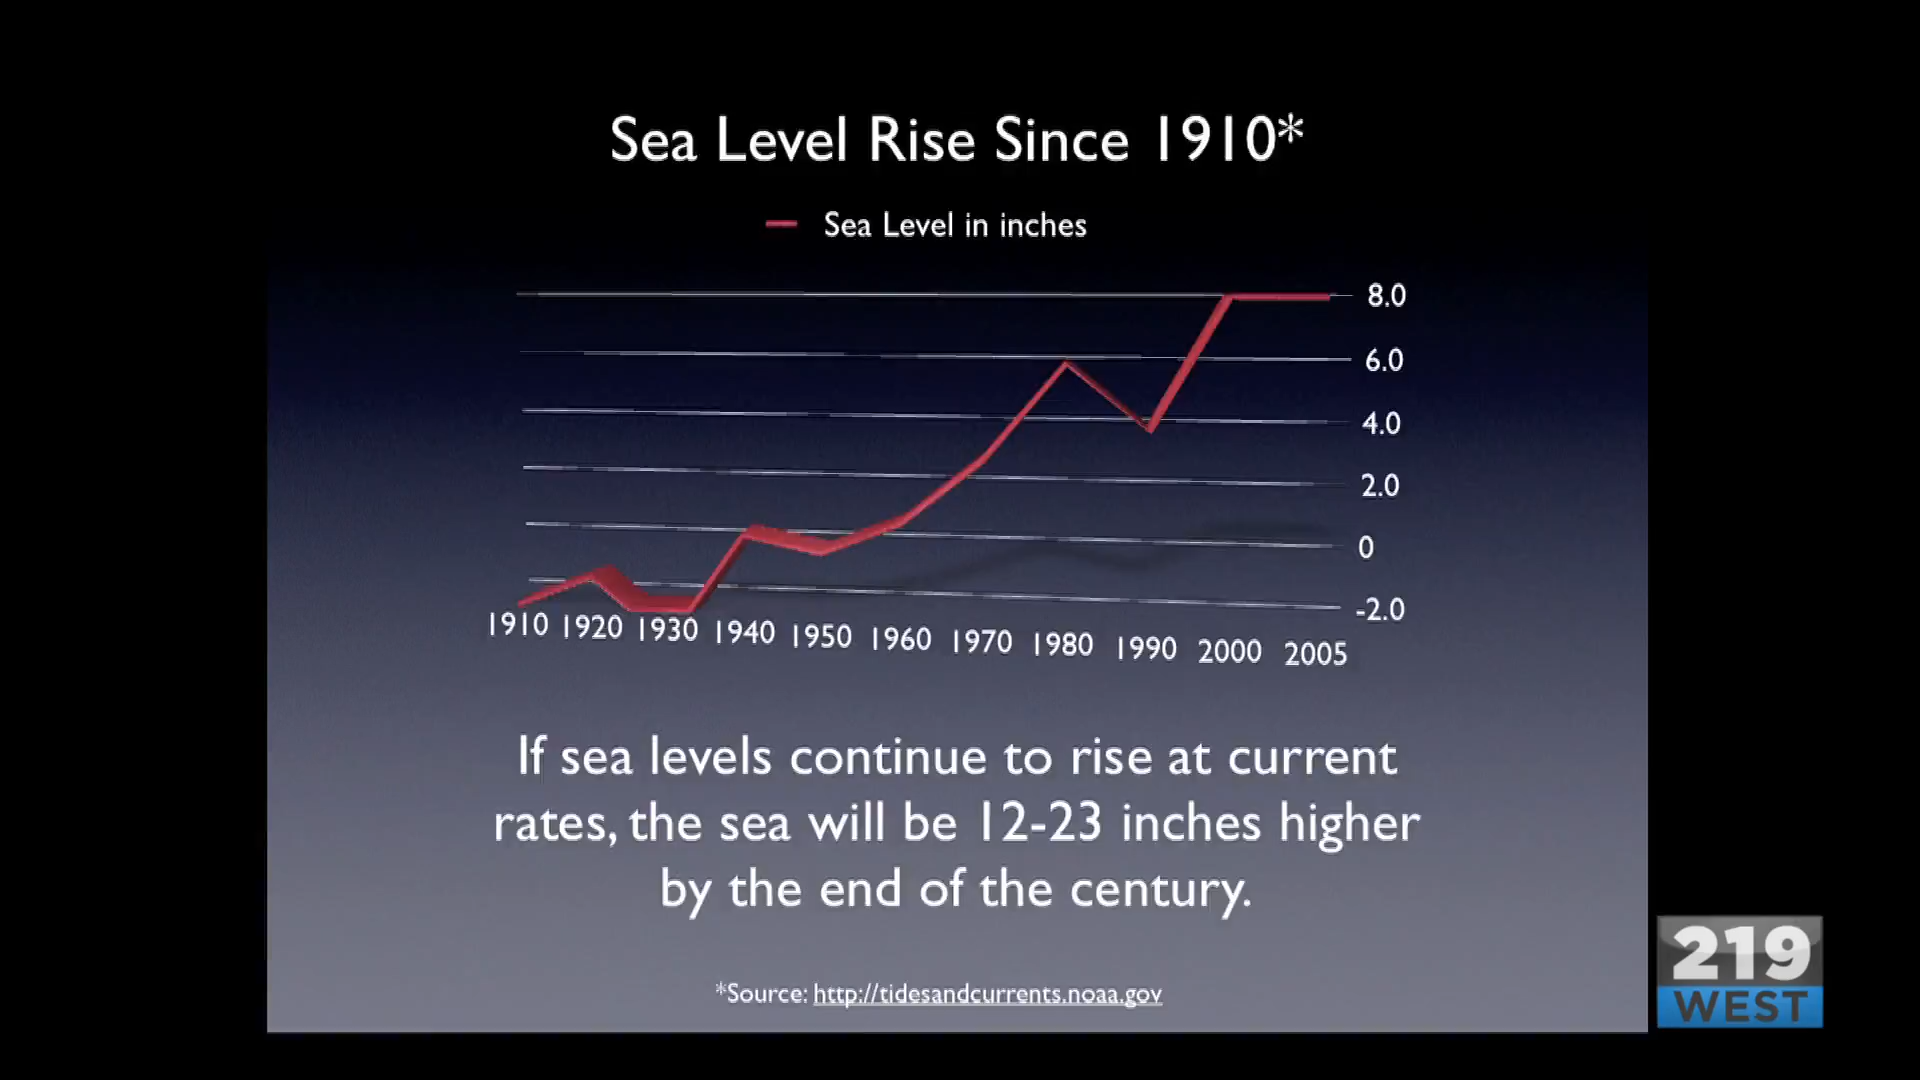 Sea Level Rise Since 1910*
Sea Level in inches
8.0
6.0
4.0
2.0
0
-2.0
1910 1920 1930 1940 1950 1960 1970 1980 1990 2000 2005
If sea levels continue to rise at current
rates, the sea will be 12-23 inches higher
by the end of the century.
*Source: http://tidesandcurrents.noaa.gov
219
WEST